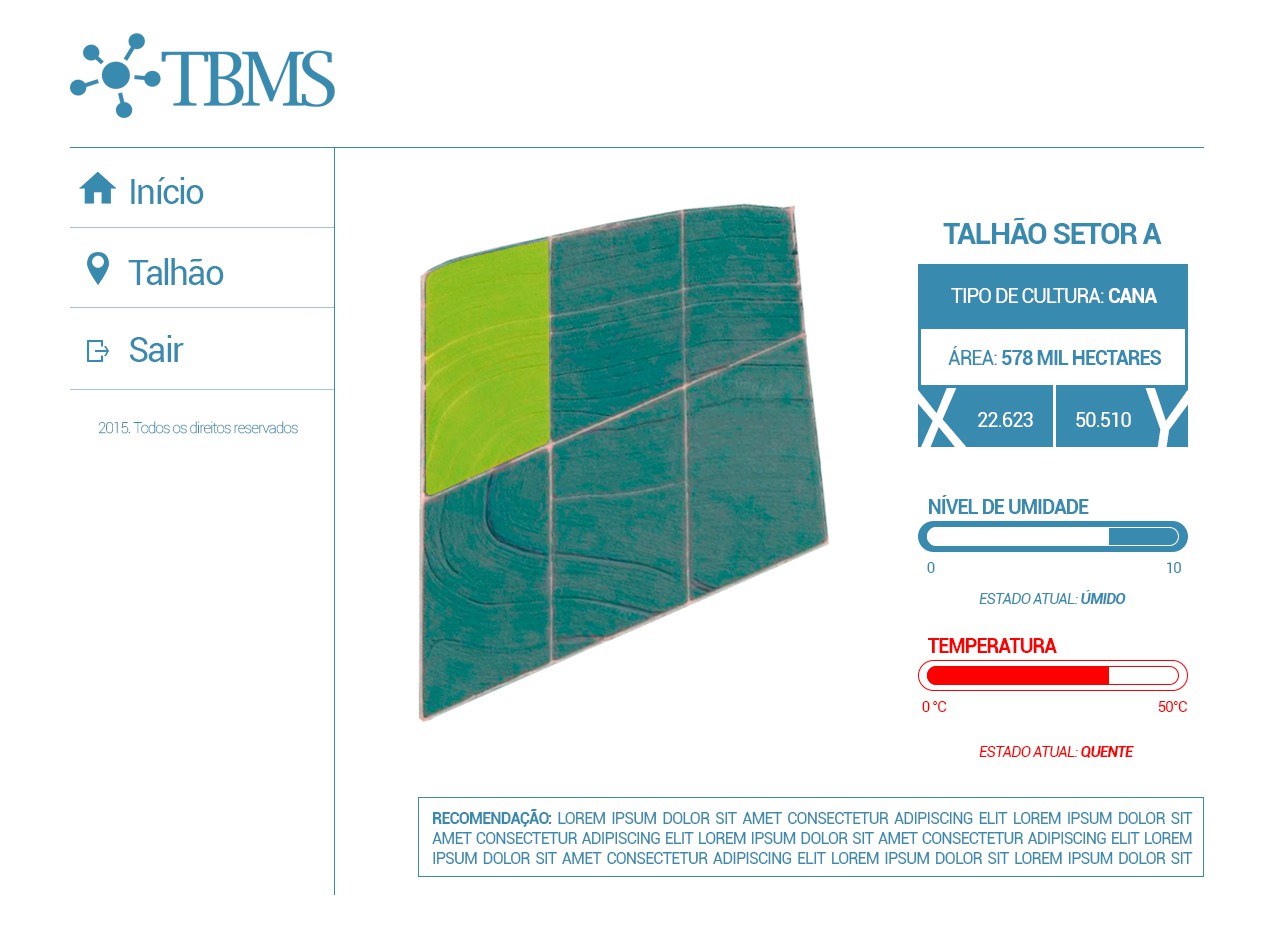 TBMS
Início
Talhão
Sair
2015. Todos os direitos reservados
TALHÃO SETOR A
TIPO DE CULTURA: CANA
ÁREA: 578 MIL HECTARES
X 22.623 50.510 Y
NÍVEL DE UMIDADE
0 10
ESTADO ATUAL: ÚMIDO
TEMPERATURA
0 °C 50°C
ESTADO ATUAL: QUENTE
RECOMENDAÇÃO: LOREM IPSUM DOLOR SIT AMET CONSECTETUR ADIPISCING ELIT LOREM IPSUM DOLOR SIT
AMET CONSECTETUR ADIPISCING ELIT LOREM IPSUM DOLOR SIT AMET CONSECTETUR ADIPISCING ELIT LOREM
IPSUM DOLOR SIT AMET CONSECTETUR ADIPISCING ELIT LOREM IPSUM DOLOR SIT LOREM IPSUM DOLOR SIT